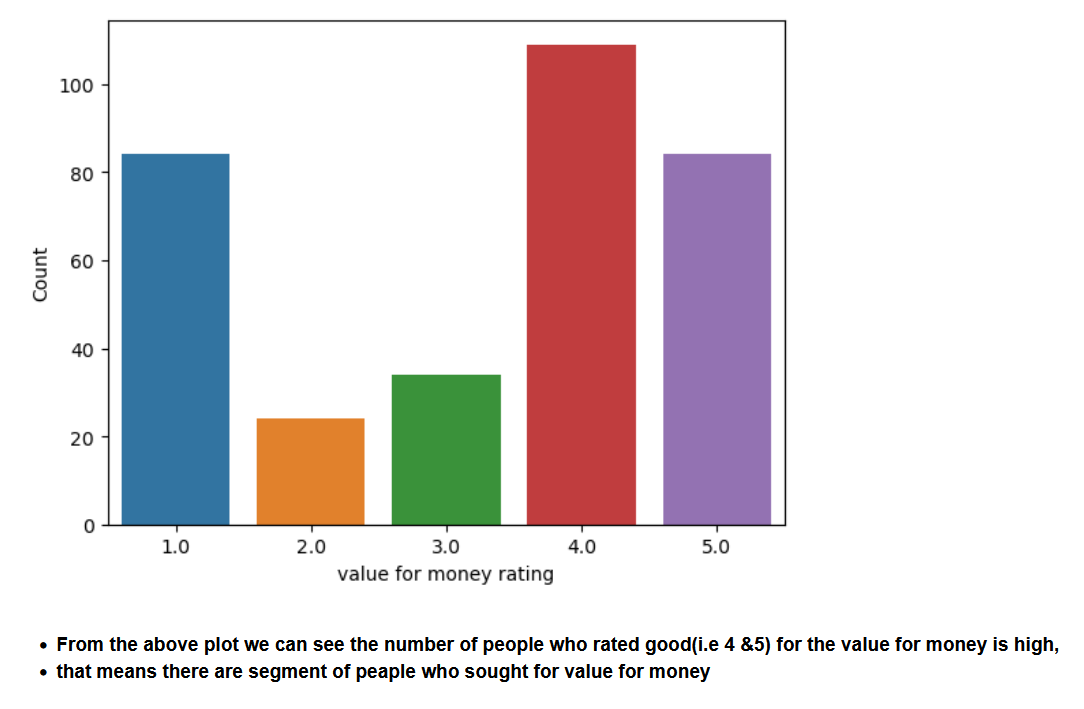 100
80
60
40
20
0
Count
1.0 2.0 3.0 4.0 5.0
value for money rating
• From the above plot we can see the number of people who rated good(i.e 4 &5) for the value for money is high,
• that means there are segment of peaple who sought for value for money